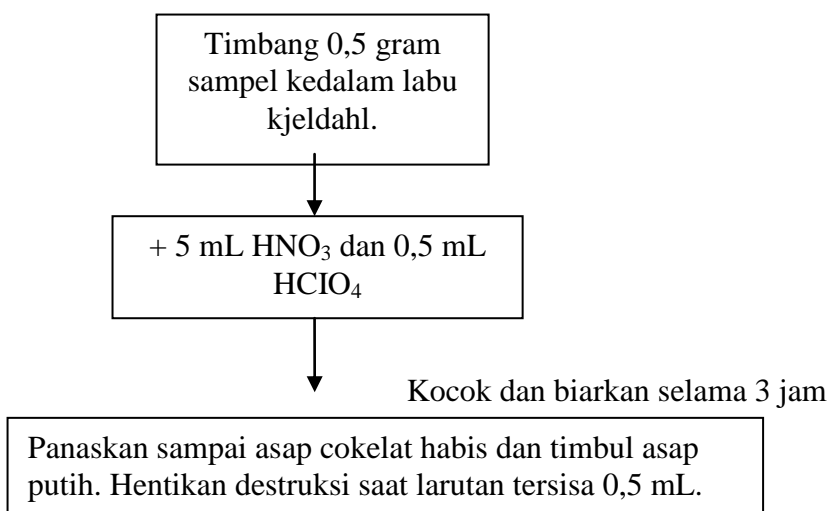 Timbang 0,5 gram
sampel kedalam labu
kjeldahl.
+ 5 mL HNO₃ dan 0,5 mL
HCIO₄
Kocok dan biarkan selama 3 jam
Panaskan sampai asap cokelat habis dan timbul asap
putih. Hentikan destruksi saat larutan tersisa 0,5 mL.